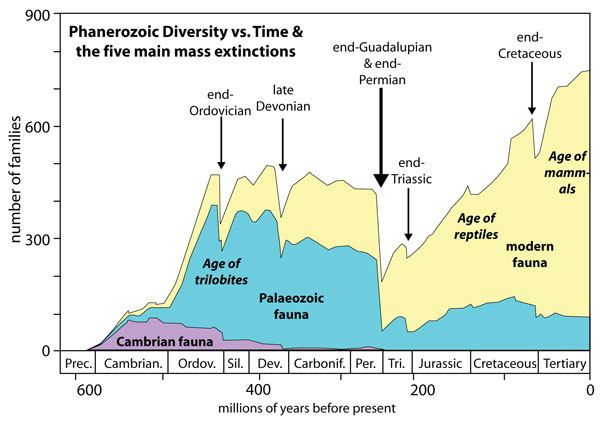 900
Phanerozoic Diversity vs. Time &
the five main mass extinctions
end-Guadalupian
& end-
Permian
end-
Cretaceous
end-
Ordovician
late
Devonian
600
end-
Triassic
Age of
mamm-
als
number of families
300
Age of
reptiles
modern
fauna
Age of
trilobites
Palaeozoic
fauna
Cambrian fauna
0
Prec. Cambrian. Ordov. Sil. Dev. Carbonif. Per. Tri. Jurassic Cretaceous Tertiary
600 400 200 0
millions of years before present